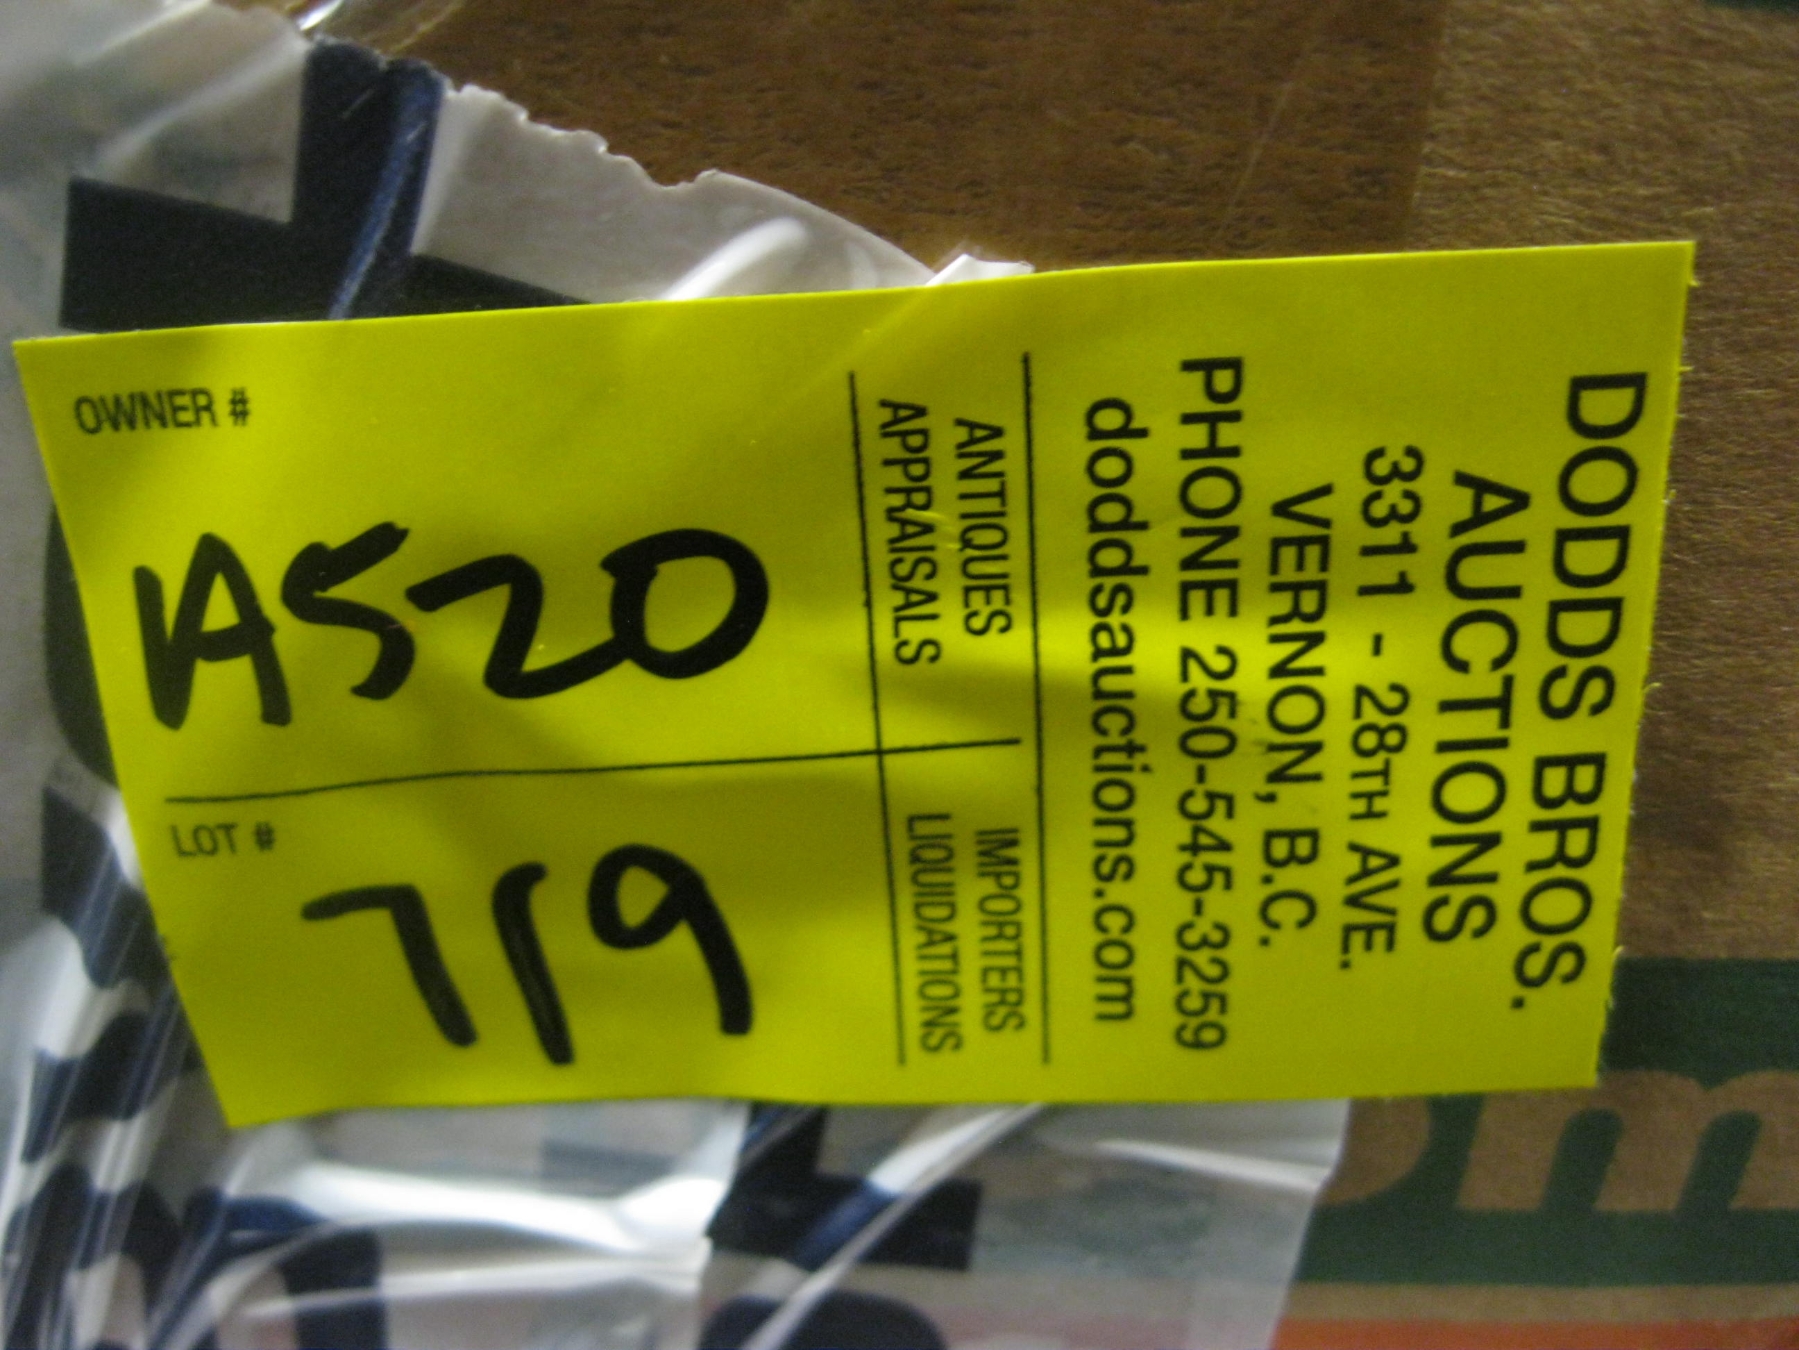 DODDS BROS.
AUCTIONS
3311 - 28TH AVE.
VERNON, B.C.
PHONE 250-545-3259
doddsauctions.com
ANTIQUES
APPRAISALS
IMPORTERS
LIQUIDATIONS
OWNER #
A520
LOT #
719